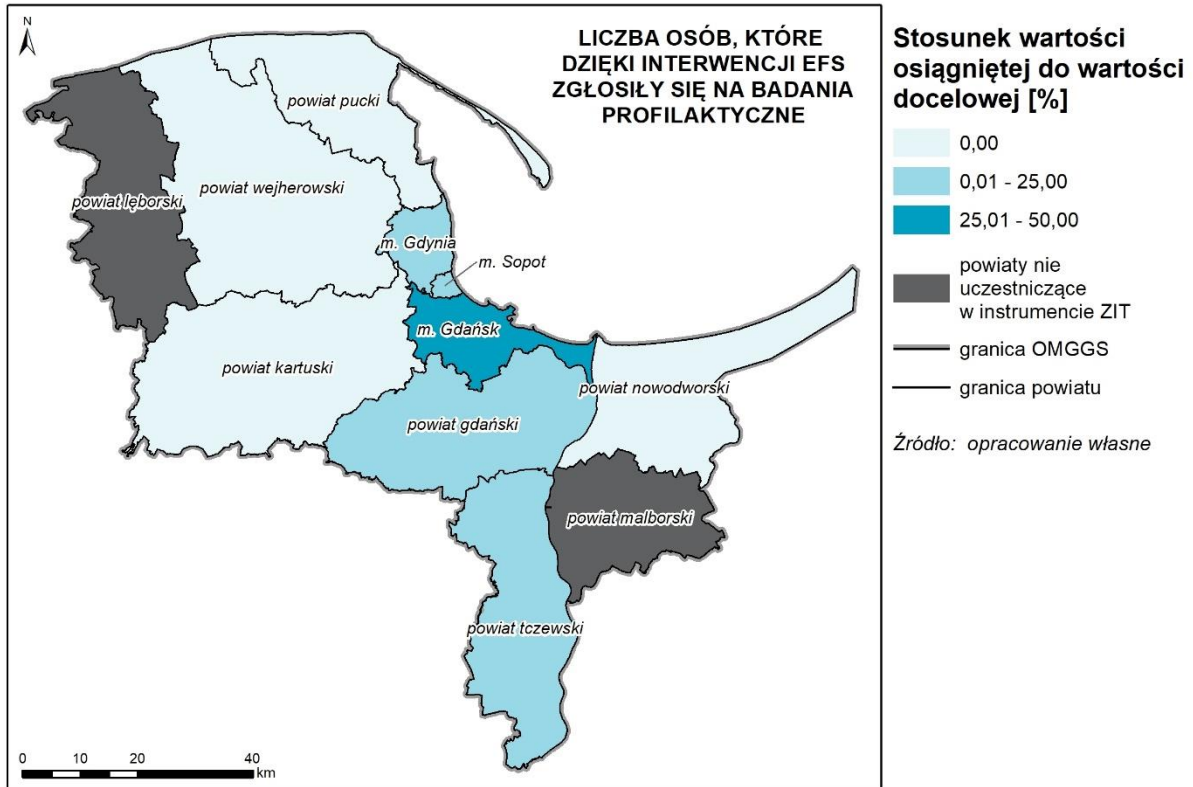 N
LICZBA OSÓB, KTÓRE
DZIĘKI INTERWENCJI EFS
ZGŁOSIŁY SIĘ NA BADANIA
PROFILAKTYCZNE
powiat pucki
powiat wejherowski
powiat lęborski
m. Gdynia
m. Sopot
m. Gdańsk
powiat kartuski
powiat nowodworski
powiat gdański
powiat malborski
powiat tczewski
0 10 20 40
km
Stosunek wartości
osiągniętej do wartości
docelowej [%]
0,00
0,01 - 25,00
25,01 - 50,00
powiaty nie
uczestniczące
w instrumencie ZIT
granica OMGGS
granica powiatu
Źródło: opracowanie własne